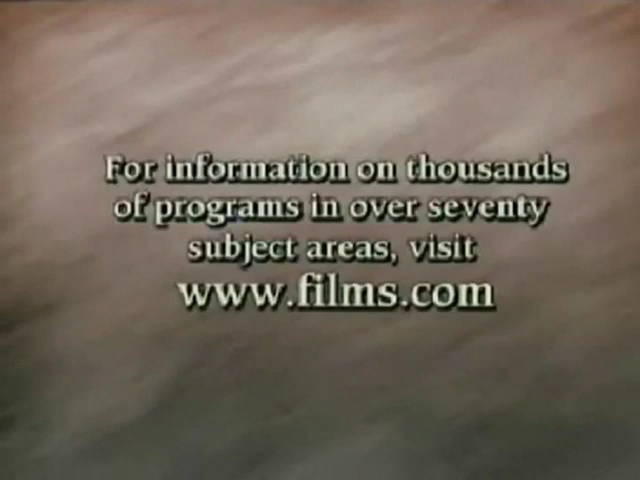 For information on thousands
of programs in over seventy
subject areas, visit
www.films.com